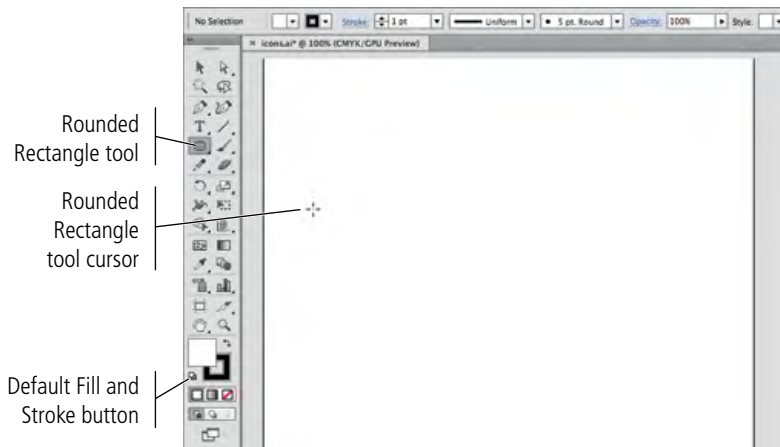 No Selection Stroke: 1 pt Uniform 5 pt. Round Opacity: 100% Style:
× icons.ai* @ 100% (CMYK/GPU Preview)
T
Rounded
Rectangle tool
Rounded
Rectangle
tool cursor
Default Fill and
Stroke button